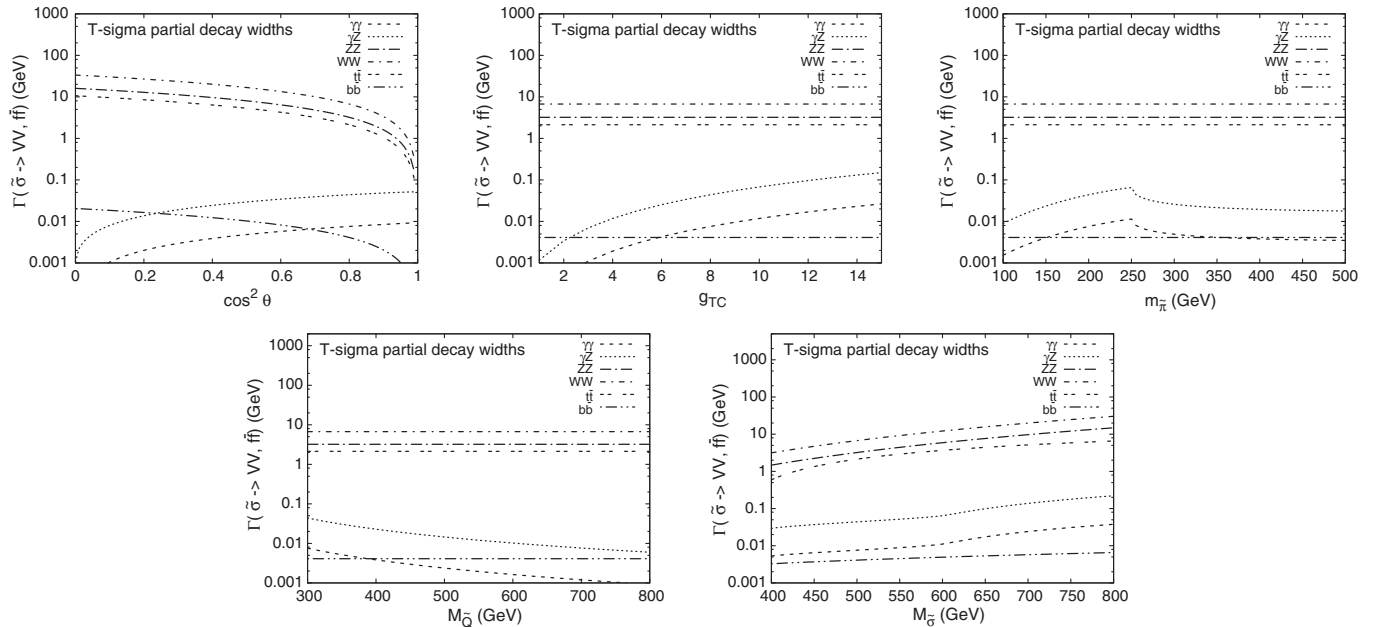 T-sigma partial decay widths
Γ( σ̃ -> VV, f̄f) (GeV)
1000
100
10
1
0.1
0.01
0.001
γγ
γZ
ZZ
WW
tt̄
bb̄
0 0.2 0.4 0.6 0.8 1
cos² θ
T-sigma partial decay widths
Γ( σ̃ -> VV, f̄f) (GeV)
1000
100
10
1
0.1
0.01
0.001
γγ
γZ
ZZ
WW
tt̄
bb̄
2 4 6 8 10 12 14
g_TC
T-sigma partial decay widths
Γ( σ̃ -> VV, f̄f) (GeV)
1000
100
10
1
0.1
0.01
0.001
γγ
γZ
ZZ
WW
tt̄
bb̄
100 150 200 250 300 350 400 450 500
m_π̃ (GeV)
T-sigma partial decay widths
Γ( σ̃ -> VV, f̄f) (GeV)
1000
100
10
1
0.1
0.01
0.001
γγ
γZ
ZZ
WW
tt̄
bb̄
300 400 500 600 700 800
M_Q̃ (GeV)
T-sigma partial decay widths
Γ( σ̃ -> VV, f̄f) (GeV)
1000
100
10
1
0.1
0.01
0.001
γγ
γZ
ZZ
WW
tt̄
bb̄
400 450 500 550 600 650 700 750 800
M_σ̃ (GeV)